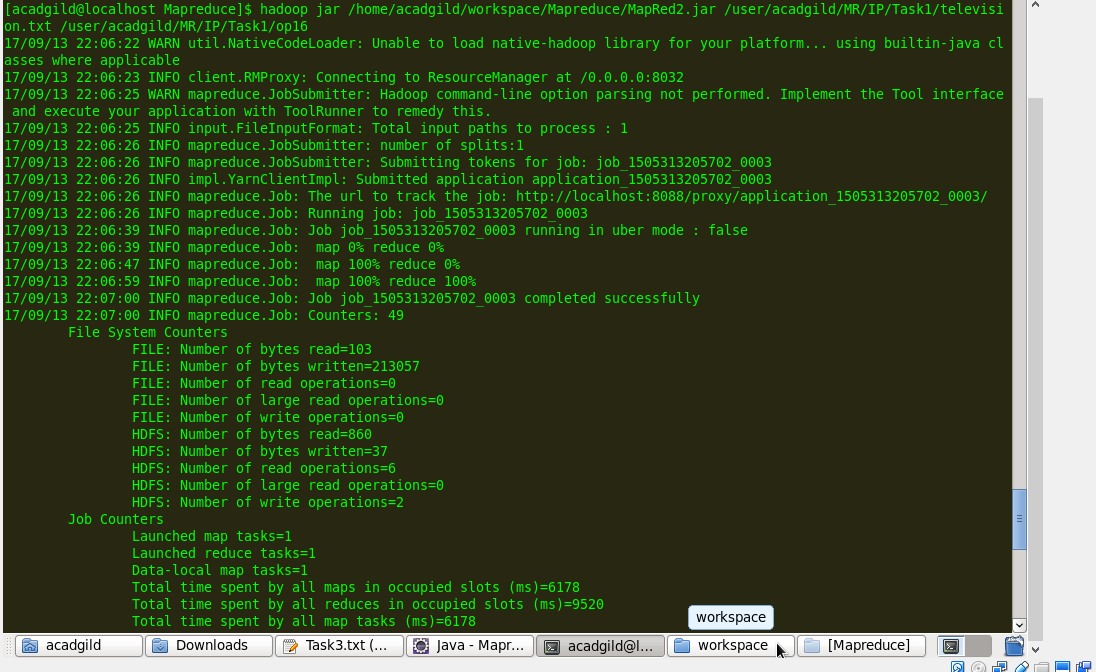 [acadgild@localhost Mapreduce]$ hadoop jar /home/acadgild/workspace/Mapreduce/MapRed2.jar /user/acadgild/MR/IP/Task1/televisi
on.txt /user/acadgild/MR/IP/Task1/op16
17/09/13 22:06:22 WARN util.NativeCodeLoader: Unable to load native-hadoop library for your platform... using builtin-java cl
asses where applicable
17/09/13 22:06:23 INFO client.RMProxy: Connecting to ResourceManager at /0.0.0.0:8032
17/09/13 22:06:25 WARN mapreduce.JobSubmitter: Hadoop command-line option parsing not performed. Implement the Tool interface
 and execute your application with ToolRunner to remedy this.
17/09/13 22:06:25 INFO input.FileInputFormat: Total input paths to process : 1
17/09/13 22:06:26 INFO mapreduce.JobSubmitter: number of splits:1
17/09/13 22:06:26 INFO mapreduce.JobSubmitter: Submitting tokens for job: job_1505313205702_0003
17/09/13 22:06:26 INFO impl.YarnClientImpl: Submitted application application_1505313205702_0003
17/09/13 22:06:26 INFO mapreduce.Job: The url to track the job: http://localhost:8088/proxy/application_1505313205702_0003/
17/09/13 22:06:26 INFO mapreduce.Job: Running job: job_1505313205702_0003
17/09/13 22:06:39 INFO mapreduce.Job: Job job_1505313205702_0003 running in uber mode : false
17/09/13 22:06:39 INFO mapreduce.Job:  map 0% reduce 0%
17/09/13 22:06:47 INFO mapreduce.Job:  map 100% reduce 0%
17/09/13 22:06:59 INFO mapreduce.Job:  map 100% reduce 100%
17/09/13 22:07:00 INFO mapreduce.Job: Job job_1505313205702_0003 completed successfully
17/09/13 22:07:00 INFO mapreduce.Job: Counters: 49
File System Counters
FILE: Number of bytes read=103
FILE: Number of bytes written=213057
FILE: Number of read operations=0
FILE: Number of large read operations=0
FILE: Number of write operations=0
HDFS: Number of bytes read=860
HDFS: Number of bytes written=37
HDFS: Number of read operations=6
HDFS: Number of large read operations=0
HDFS: Number of write operations=2
Job Counters
Launched map tasks=1
Launched reduce tasks=1
Data-local map tasks=1
Total time spent by all maps in occupied slots (ms)=6178
Total time spent by all reduces in occupied slots (ms)=9520
Total time spent by all map tasks (ms)=6178
workspace
acadgild Downloads Task3.txt (... Java - Mapr... acadgild@l... workspace [Mapreduce]